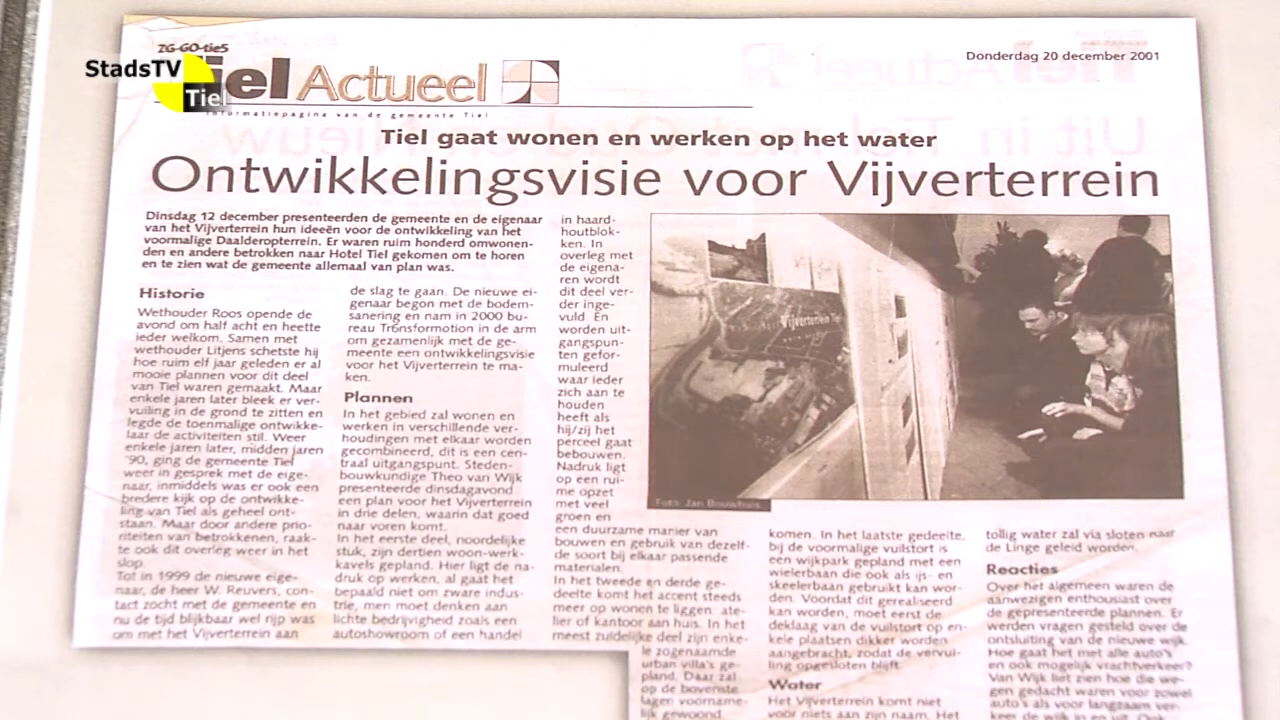 StadsTV
Tiel
ZG-GO-tie5
Tiel Actueel
Informatiepagina van de gemeente Tiel
Donderdag 20 december 2001
Tiel gaat wonen en werken op het water
Ontwikkelingsvisie voor Vijverterrein
Dinsdag 12 december presenteerden de gemeente en de eigenaar
van het Vijverterrein hun ideeën voor de ontwikkeling van het
voormalige Daalderopterrein. Er waren ruim honderd omwonen-
den en andere betrokken naar Hotel Tiel gekomen om te horen
en te zien wat de gemeente allemaal van plan was.
Historie
Wethouder Roos opende de
avond om half acht en heette
ieder welkom. Samen met
wethouder Litjens schetste hij
hoe ruim elf jaar geleden er al
mooie plannen voor dit deel
van Tiel waren gemaakt. Maar
enkele jaren later bleek er ver-
vuiling in de grond te zitten en
legde de toenmalige ontwikke-
laar de activiteiten stil. Weer
enkele jaren later, midden jaren
'90, ging de gemeente Tiel
weer in gesprek met de eige-
naar, inmiddels was er ook een
bredere kijk op de ontwikke-
ling van Tiel als geheel ont-
staan. Maar door andere prio-
riteiten van betrokkenen, raak-
te ook dit overleg weer in het
slop.
Tot in 1999 de nieuwe eige-
naar, de heer W. Reuvers, con-
tact zocht met de gemeente en
nu de tijd blijkbaar wel rijp was
om met het Vijverterrein aan
de slag te gaan. De nieuwe ei-
genaar begon met de bodem-
sanering en nam in 2000 bu-
reau Tr6nsformotion in de arm
om gezamenlijk met de ge-
meente een ontwikkelingsvisie
voor het Vijverterrein te ma-
ken.
Plannen
In het gebied zal wonen en
werken in verschillende ver-
houdingen met elkaar worden
gecombineerd, dit is een cen-
traal uitgangspunt. Steden-
bouwkundige Theo van Wijk
presenteerde dinsdagavond
een plan voor het Vijverterrein
in drie delen, waarin dat goed
naar voren komt.
In het eerste deel, noordelijke
stuk, zijn dertien woon-werk-
kavels gepland. Hier ligt de na-
druk op werken, al gaat het
bepaald niet om zware indus-
trie, men moet denken aan
lichte bedrijvigheid zoals een
autoshowroom of een handel
in haard-
houtblok-
ken. In
overleg met
de eigena-
ren wordt
dit deel ver-
der inge-
vuld. En
worden uit-
gangspun-
ten gefor-
muleerd
waar ieder
zich aan te
houden
heeft als
hij/zij het
perceel gaat
bebouwen.
Nadruk ligt
op een rui-
me opzet
met veel
groen en
een duurzame manier van
bouwen en gebruik van dezelf-
de soort bij elkaar passende
materialen.
In het tweede en derde ge-
deelte komt het accent steeds
meer op wonen te liggen: ate-
lier of kantoor aan huis. In het
meest zuidelijke deel zijn enke-
le zogenaamde
urban villa's ge-
pland. Daar zal
op de bovenste
lagen voorname-
lijk gewoond
Vijverterrein Tiel
Foto: Jan Bouwhuis
komen. In het laatste gedeelte,
bij de voormalige vuilstort is
een wijkpark gepland met een
wielerbaan die ook als ijs- en
skeelerbaan gebruikt kan wor-
den. Voordat dit gerealiseerd
kan worden, moet eerst de
deklaag van de vuilstort op en-
kele plaatsen dikker worden
aangebracht, zodat de vervui-
ling opgesloten blijft.
Water
Het Vijverterrein komt niet
voor niets aan zijn naam. Het
tollig water zal via sloten naar
de Linge geleid worden.
Reacties
Over het algemeen waren de
aanwezigen enthousiast over
de gepresenteerde plannen. Er
werden vragen gesteld over de
ontsluiting van de nieuwe wijk.
Hoe gaat het met alle auto's
en ook mogelijk vrachtverkeer?
Van Wijk liet zien hoe die we-
gen gedacht waren voor zowel
auto's als voor langzaam ver-
keer de wijk in en uit. Ook